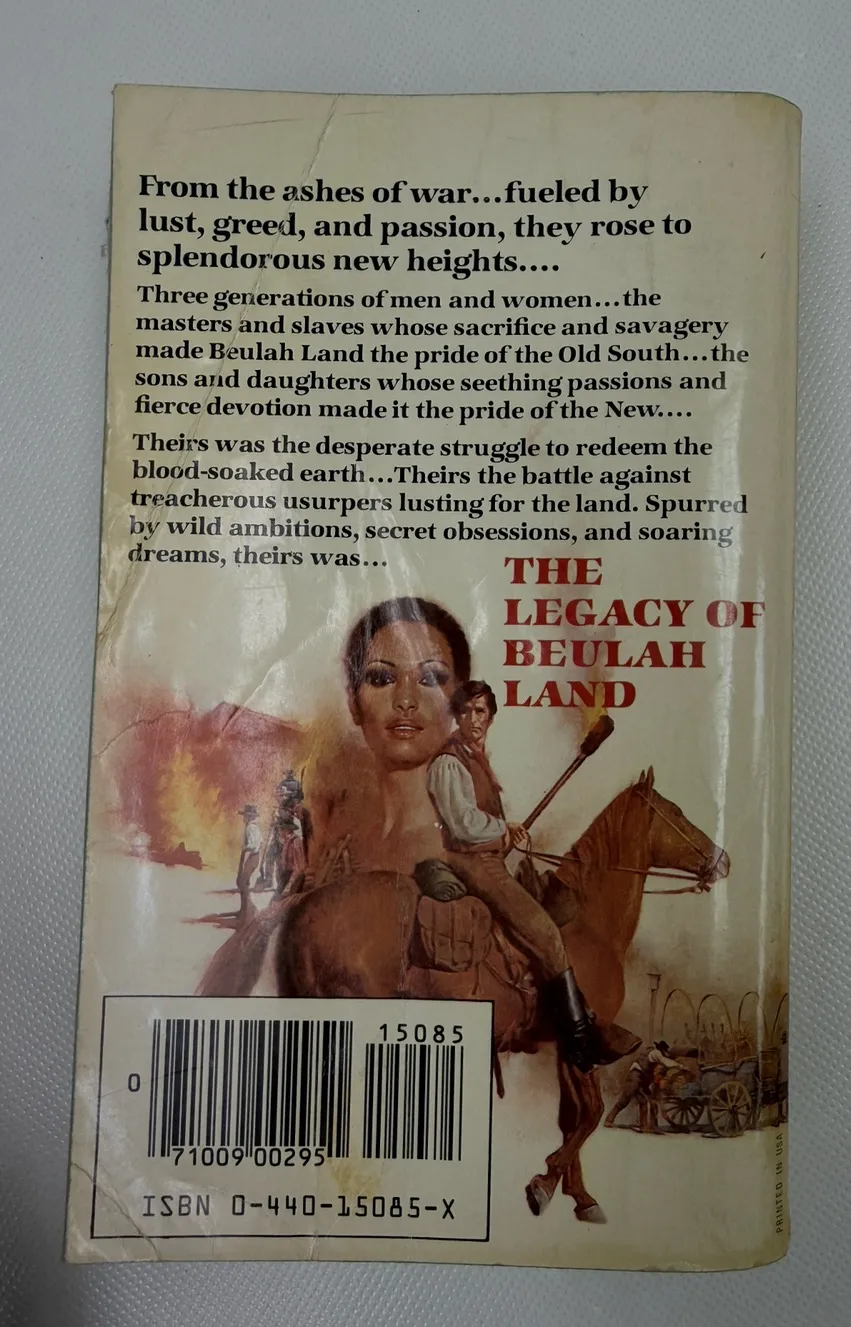 From the ashes of war...fueled by
lust, greed, and passion, they rose to
splendorous new heights....
Three generations of men and women...the
masters and slaves whose sacrifice and savagery
made Beulah Land the pride of the Old South...the
sons and daughters whose seething passions and
fierce devotion made it the pride of the New....
Theirs was the desperate struggle to redeem the
blood-soaked earth...Theirs the battle against
treacherous usurpers lusting for the land. Spurred
by wild ambitions, secret obsessions, and soaring
dreams, theirs was...
THE
LEGACY OF
BEULAH
LAND
15085
0
71009 00295
ISBN 0-440-15085-X
PRINTED IN USA